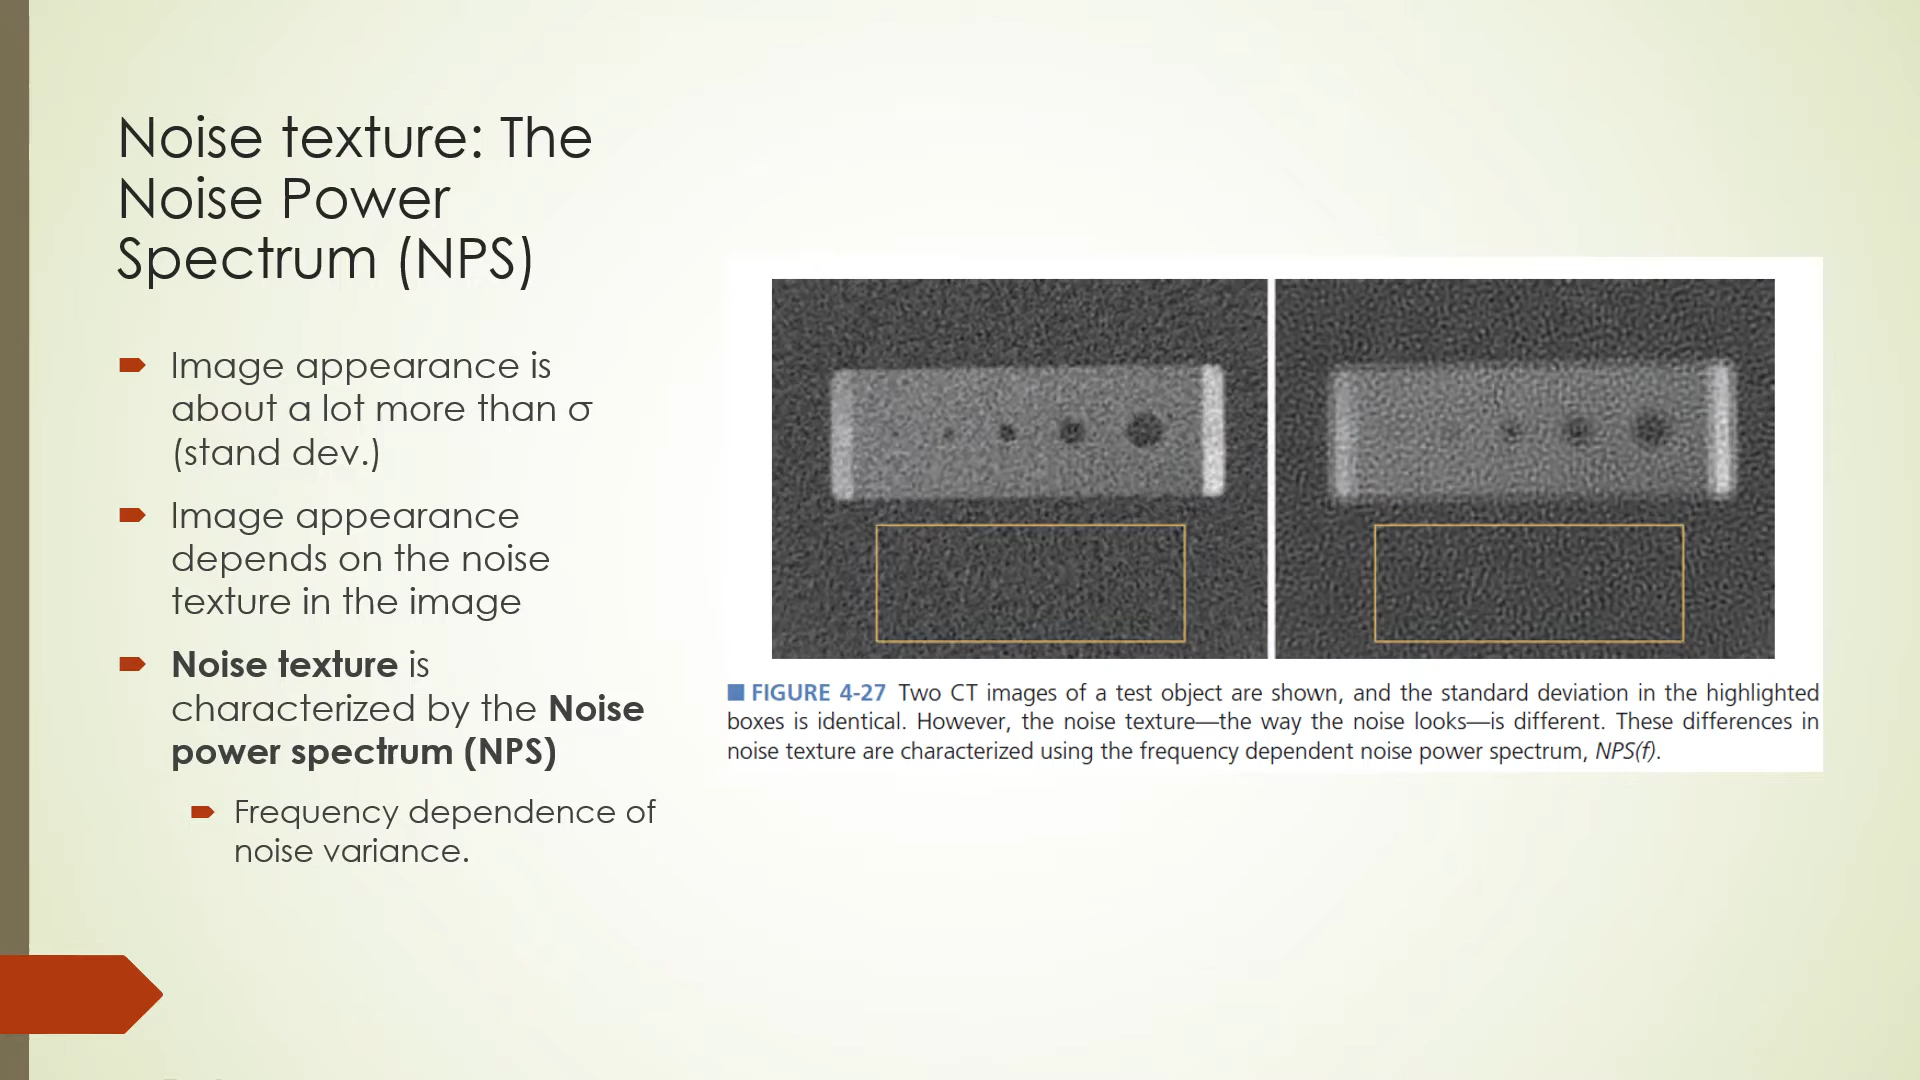 Noise texture: The
Noise Power
Spectrum (NPS)
Image appearance is
about a lot more than σ
(stand dev.)
Image appearance
depends on the noise
texture in the image
Noise texture is
characterized by the Noise
power spectrum (NPS)
Frequency dependence of
noise variance.
FIGURE 4-27 Two CT images of a test object are shown, and the standard deviation in the highlighted
boxes is identical. However, the noise texture—the way the noise looks—is different. These differences in
noise texture are characterized using the frequency dependent noise power spectrum, NPS(f).